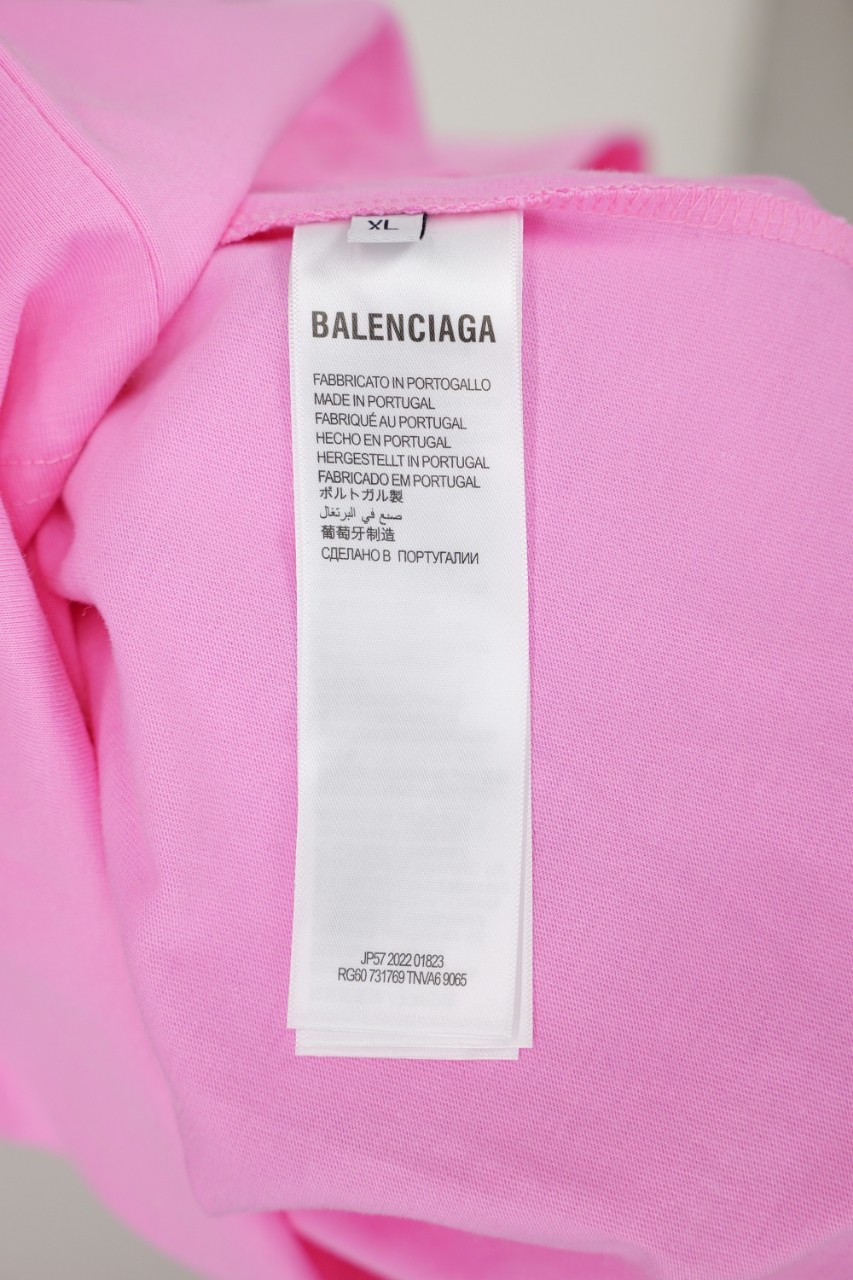 XL
BALENCIAGA
FABBRICATO IN PORTOGALLO
MADE IN PORTUGAL
FABRIQUÉ AU PORTUGAL
HECHO EN PORTUGAL
HERGESTELLT IN PORTUGAL
FABRICADO EM PORTUGAL
ポルトガル製
صنع في البرتغال
葡萄牙制造
СДЕЛАНО В ПОРТУГАЛИИ
JP57 2022 01823
RG60 731769 TNVA6 9065